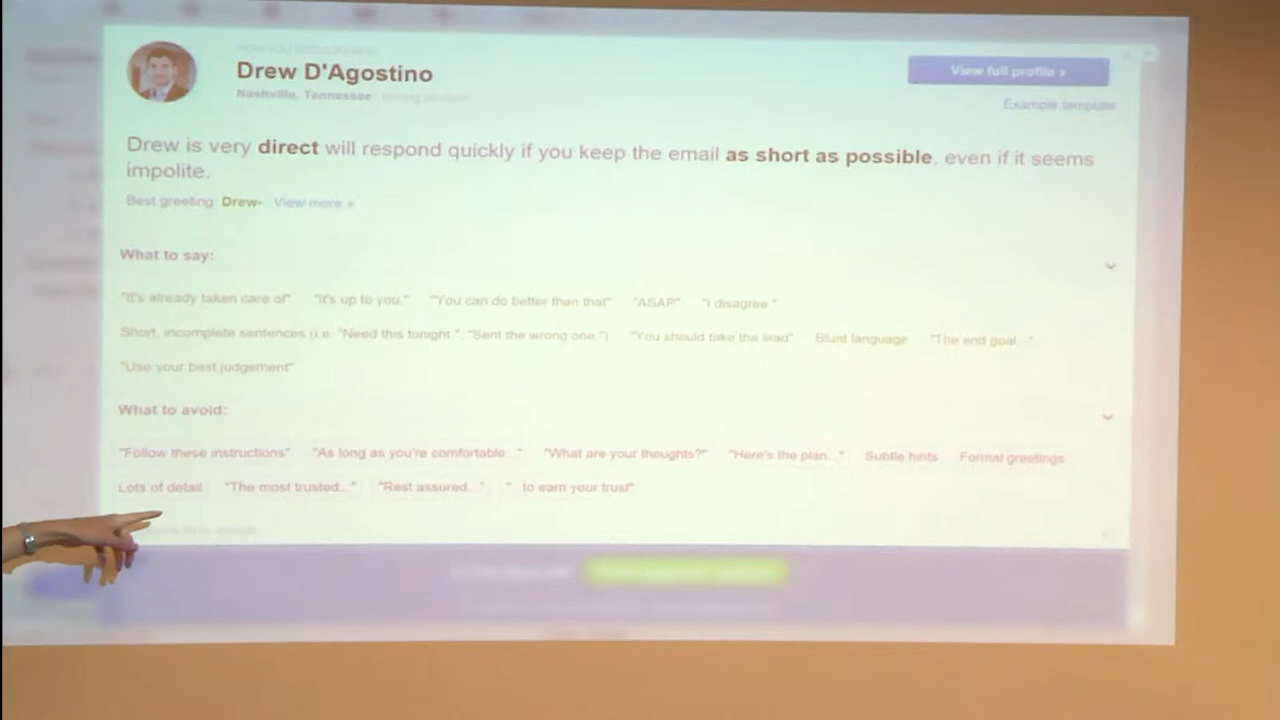 Drew D'Agostino
View full profile »
Nashville, Tennessee
Example template
Drew is very direct will respond quickly if you keep the email as short as possible, even if it seems
impolite.
Best greeting Drew- View more »
What to say:
"It's already taken care of" "It's up to you." "You can do better than that" "ASAP" "I disagree."
Short, incomplete sentences (i.e. "Need this tonight."; "Sent the wrong one.") "You should take the lead" Blunt language "The end goal..."
"Use your best judgement"
What to avoid:
"Follow these instructions" "As long as you're comfortable..." "What are your thoughts?" "Here's the plan..." Subtle hints Formal greetings
Lots of detail "The most trusted..." "Rest assured..." "... to earn your trust"